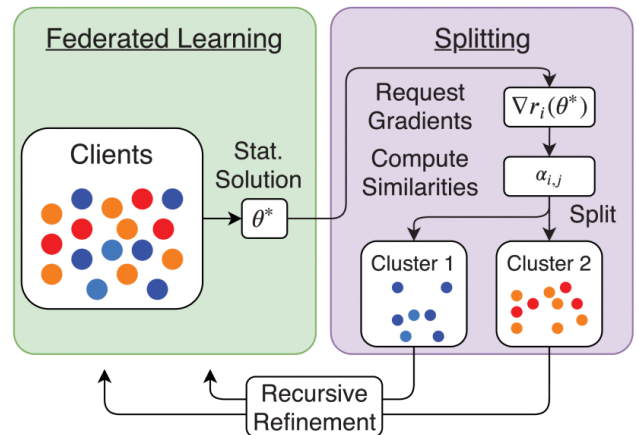 Federated Learning
Splitting
Clients
Stat.
Solution
θ*
Request
Gradients
∇r_i(θ*)
Compute
Similarities
α_{i,j}
Split
Cluster 1
Cluster 2
Recursive
Refinement